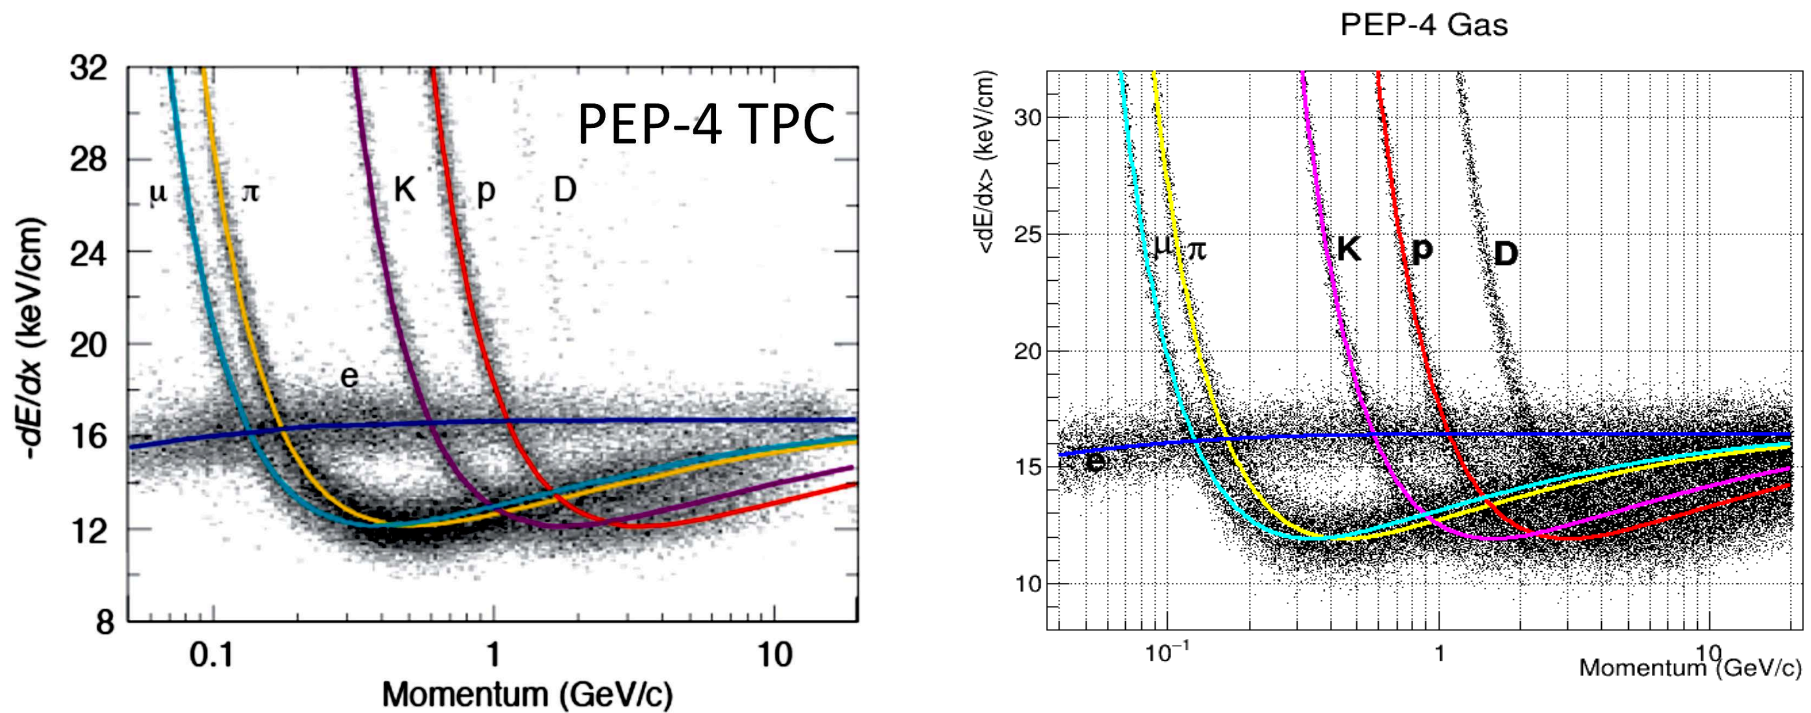 PEP-4 TPC
32
28
24
20
16
12
8
-dE/dx (keV/cm)
μ π K p D
e
0.1 1 10
Momentum (GeV/c)
PEP-4 Gas
<dE/dx> (keV/cm)
30
25
20
15
10
μ π K p D
e
10⁻¹ 1 10
Momentum (GeV/c)